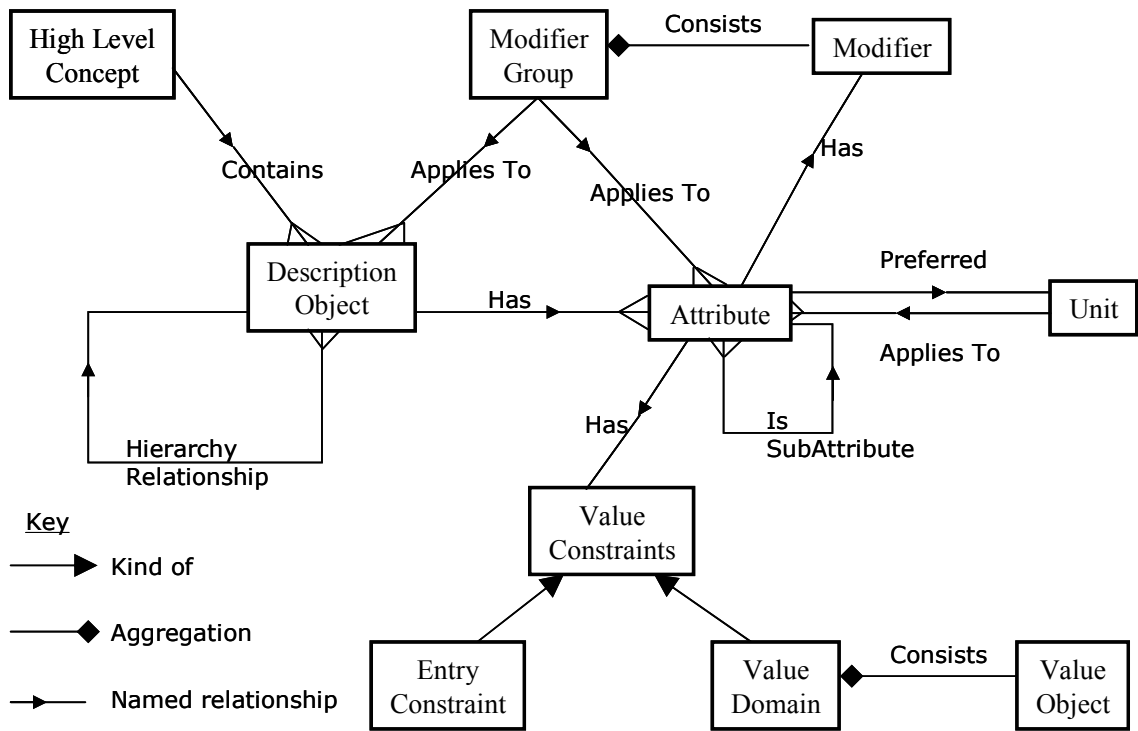 High Level
Concept
Modifier
Group
Consists
Modifier
Contains
Applies To
Applies To
Has
Description
Object
Has
Attribute
Preferred
Unit
Applies To
Hierarchy
Relationship
Has
Is
SubAttribute
Value
Constraints
Key
Kind of
Aggregation
Named relationship
Entry
Constraint
Value
Domain
Consists
Value
Object